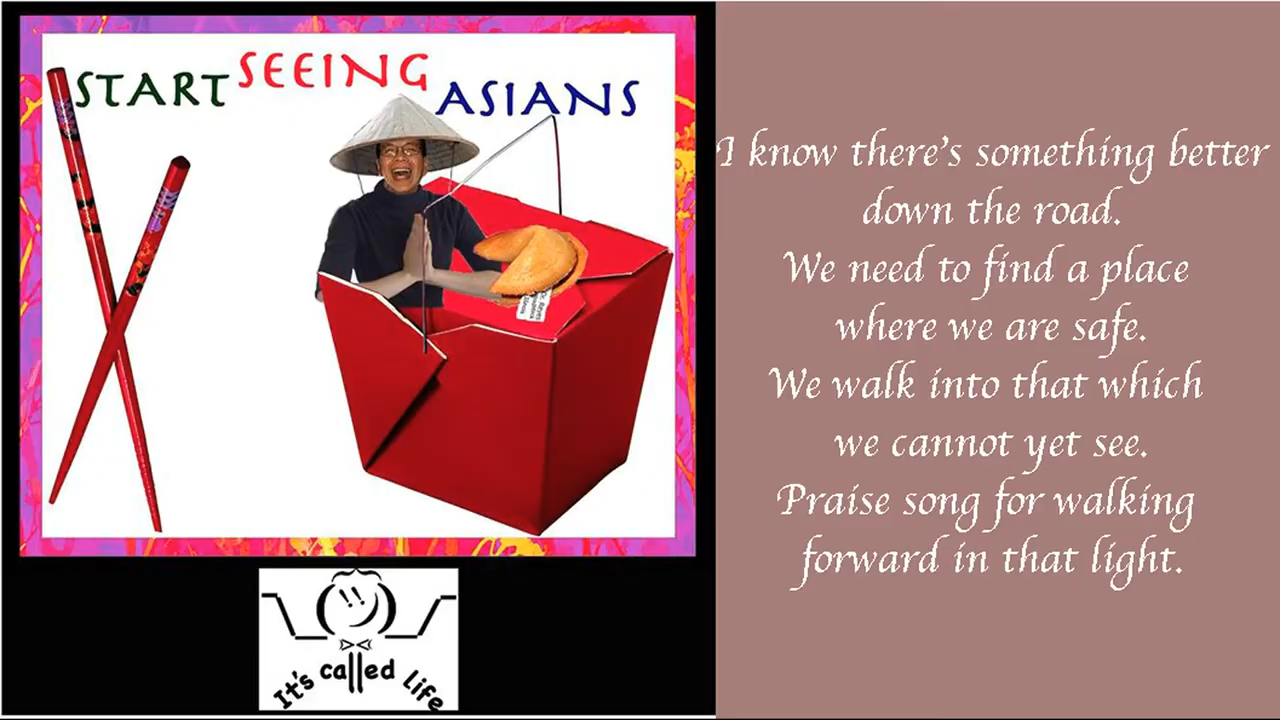 START SEEING ASIANS
I know there's something better
down the road.
We need to find a place
where we are safe.
We walk into that which
we cannot yet see.
Praise song for walking
forward in that light.
It's called life